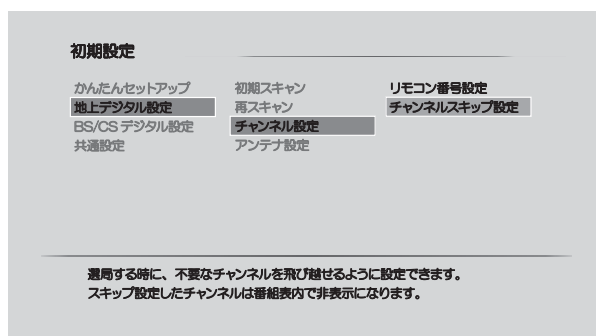 初期設定
かんたんセットアップ
地上デジタル設定
BS/CS デジタル設定
共通設定
初期スキャン
再スキャン
チャンネル設定
アンテナ設定
リモコン番号設定
チャンネルスキップ設定
選局する時に、不要なチャンネルを飛び越せるように設定できます。
スキップ設定したチャンネルは番組表内で非表示になります。